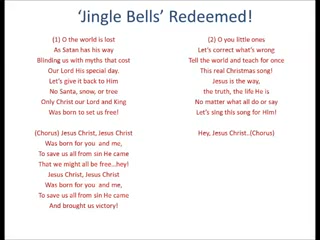 ‘Jingle Bells’ Redeemed!
(1) O the world is lost
As Satan has his way
Blinding us with myths that cost
Our Lord His special day.
Let’s give it back to Him
No Santa, snow, or tree
Only Christ our Lord and King
Was born to set us free!
(Chorus) Jesus Christ, Jesus Christ
Was born for you and me,
To save us all from sin He came
That we might all be free...hey!
Jesus Christ, Jesus Christ
Was born for you and me,
To save us all from sin He came
And brought us victory!
(2) O you little ones
Let’s correct what’s wrong
Tell the world and teach for once
This real Christmas song!
Jesus is the way,
the truth, the life He is
No matter what all do or say
Let’s sing this song for Him!
Hey, Jesus Christ..(Chorus)